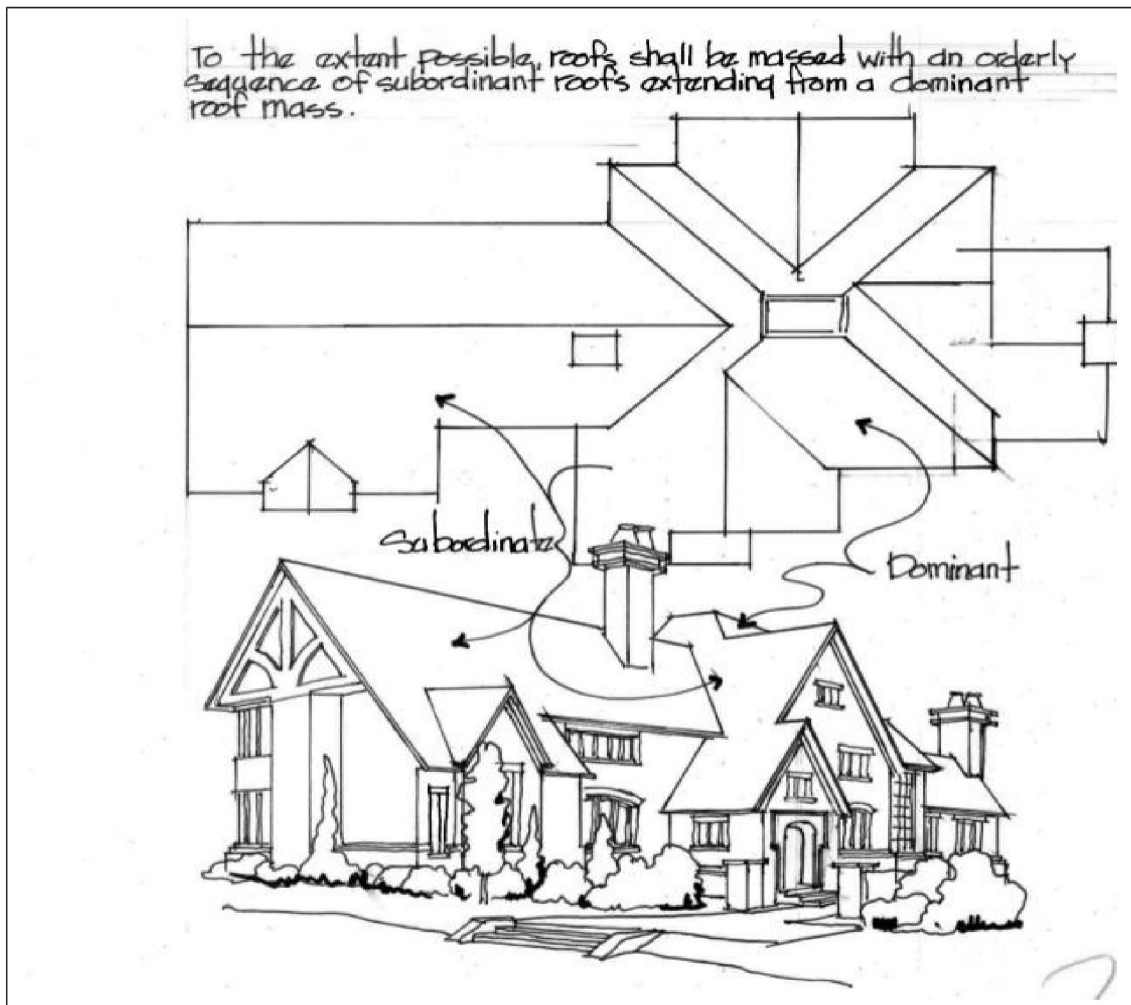 To the extent possible, roofs shall be massed with an orderly
sequence of subordinant roofs extending from a dominant
roof mass.
Subordinate
Dominant